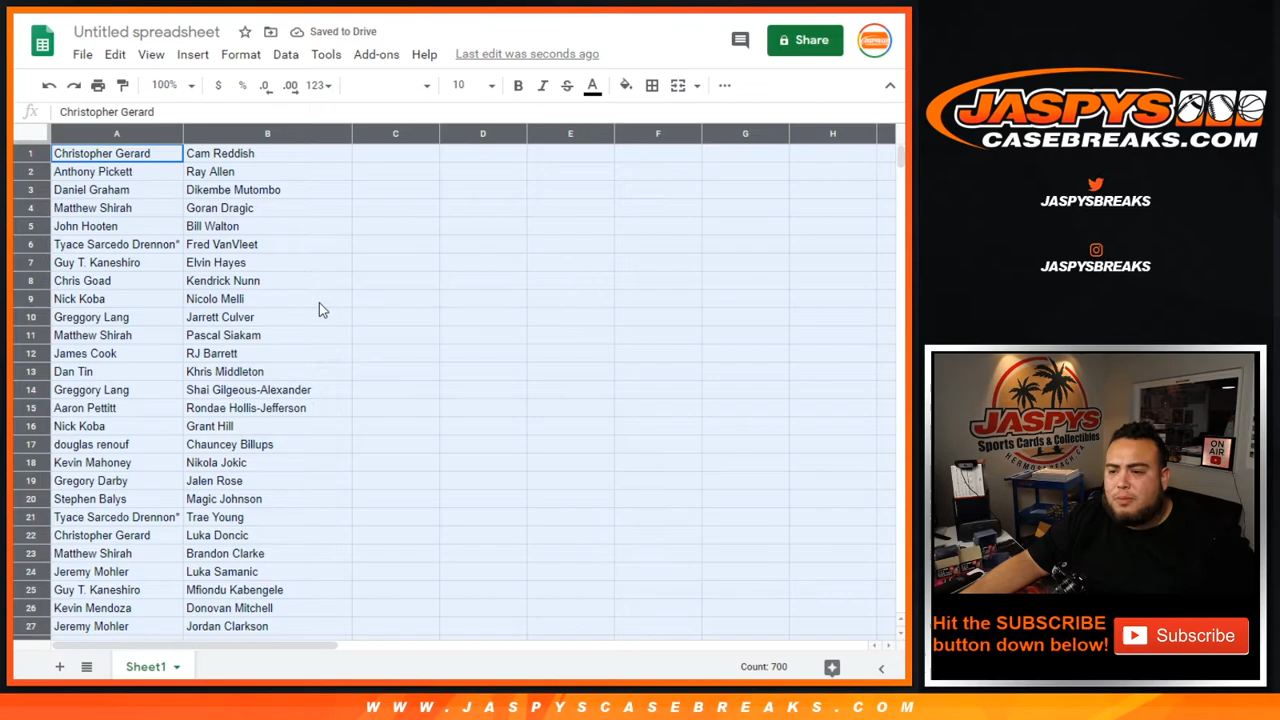 Untitled spreadsheet
Saved to Drive
File Edit View Insert Format Data Tools Add-ons Help
Last edit was seconds ago
Share
100% $ % .0 .00 123 10 B I S A
fx Christopher Gerard
A B C D E F G H
1 Christopher Gerard Cam Reddish
2 Anthony Pickett Ray Allen
3 Daniel Graham Dikembe Mutombo
4 Matthew Shirah Goran Dragic
5 John Hooten Bill Walton
6 Tyace Sarcedo Drennon* Fred VanVleet
7 Guy T. Kaneshiro Elvin Hayes
8 Chris Goad Kendrick Nunn
9 Nick Koba Nicolo Melli
10 Greggory Lang Jarrett Culver
11 Matthew Shirah Pascal Siakam
12 James Cook RJ Barrett
13 Dan Tin Khris Middleton
14 Greggory Lang Shai Gilgeous-Alexander
15 Aaron Pettitt Rondae Hollis-Jefferson
16 Nick Koba Grant Hill
17 douglas renouf Chauncey Billups
18 Kevin Mahoney Nikola Jokic
19 Gregory Darby Jalen Rose
20 Stephen Balys Magic Johnson
21 Tyace Sarcedo Drennon* Trae Young
22 Christopher Gerard Luka Doncic
23 Matthew Shirah Brandon Clarke
24 Jeremy Mohler Luka Samanic
25 Guy T. Kaneshiro Mfiondu Kabengele
26 Kevin Mendoza Donovan Mitchell
27 Jeremy Mohler Jordan Clarkson
Sheet1
Count: 700
JASPYS
CASEBREAKS.COM
JASPYSBREAKS
JASPYSBREAKS
JASPYS
Sports Cards & Collectibles
HERMOSA BEACH, CA
ON AIR
Hit the SUBSCRIBE
button down below!
Subscribe
WWW.JASPYSCASEBREAKS.COM